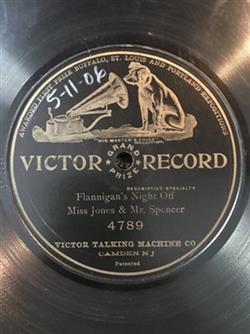 AWARDED FIRST PRIZE BUFFALO, ST. LOUIS AND PORTLAND EXPOSITIONS
5-11-06
HIS MASTER'S VOICE
VICTOR RECORD
GRAND PRIZE
DESCRIPTIVE SPECIALTY
Flannigan's Night Off
Miss Jones & Mr. Spencer
4789
VICTOR TALKING MACHINE CO
CAMDEN N J
Patented